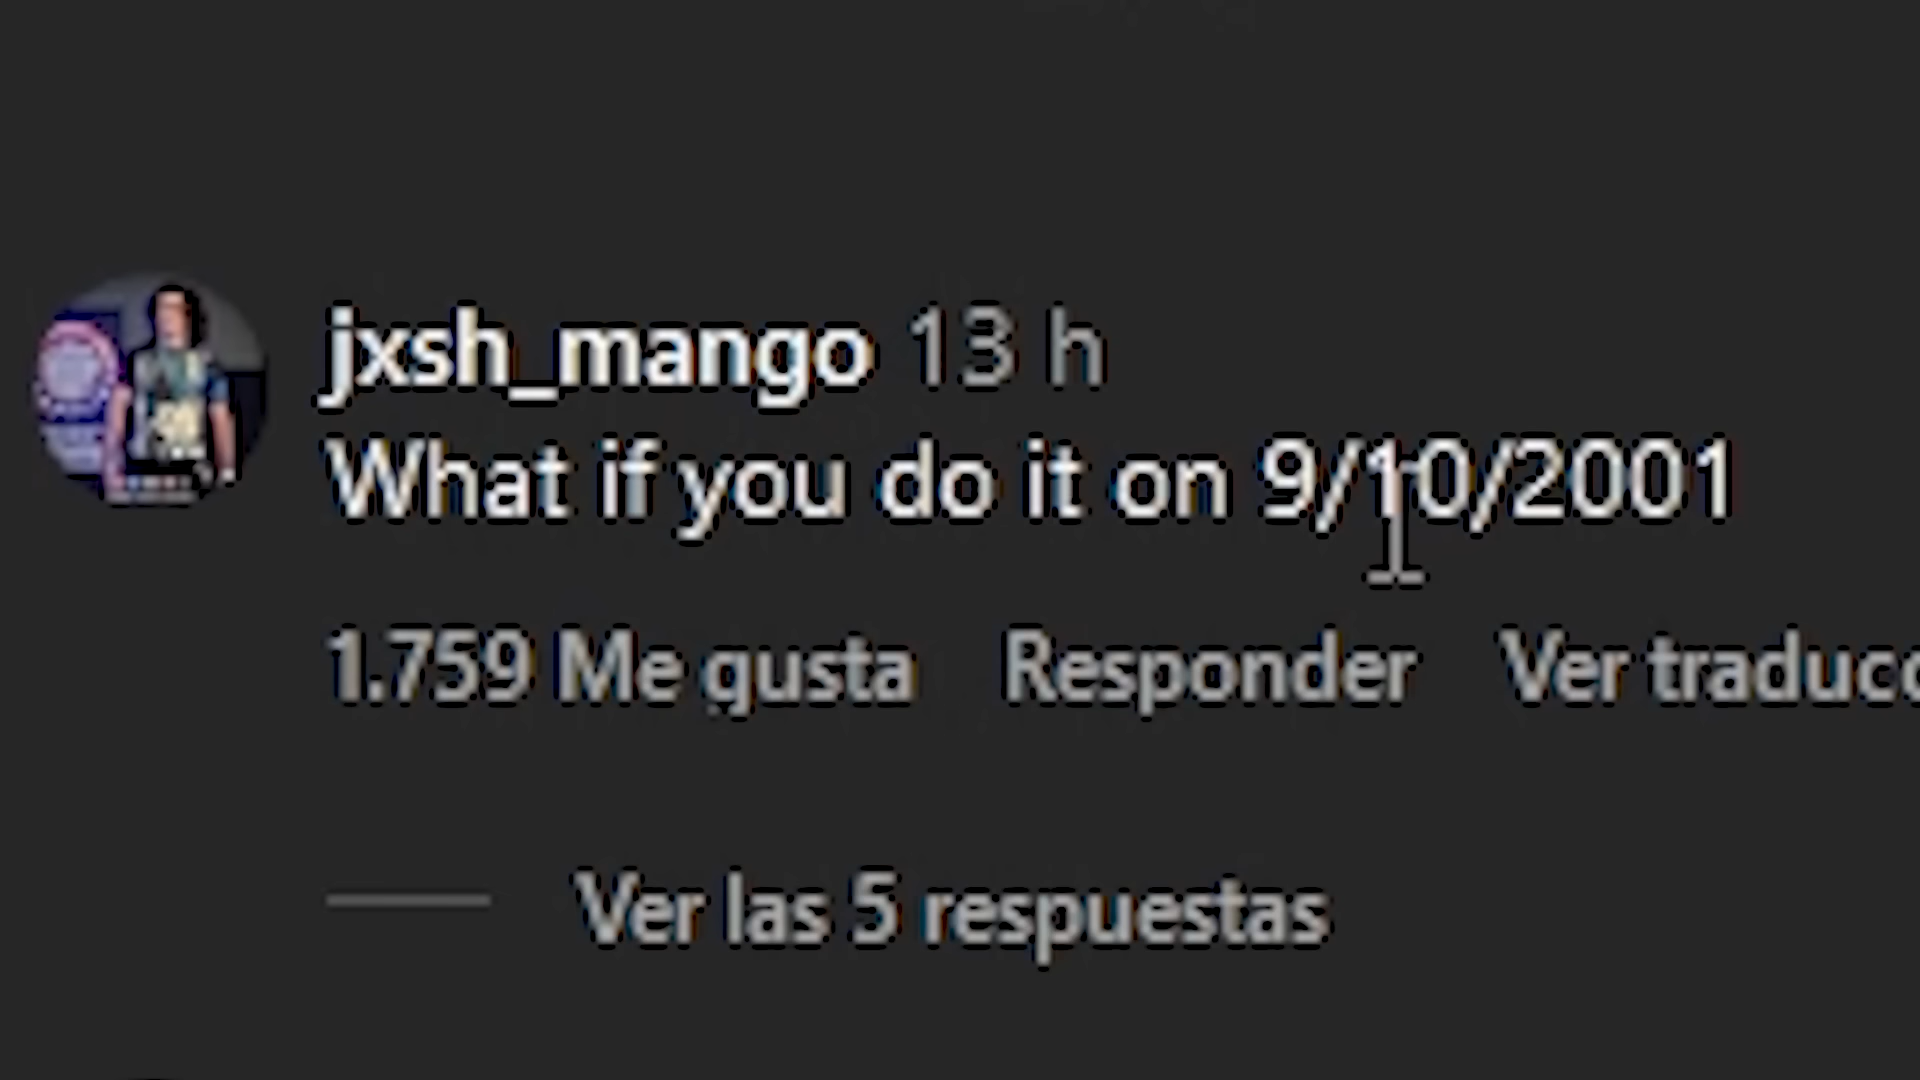 jxsh_mango 13 h
What if you do it on 9/10/2001
1.759 Me gusta Responder Ver traducc
Ver las 5 respuestas